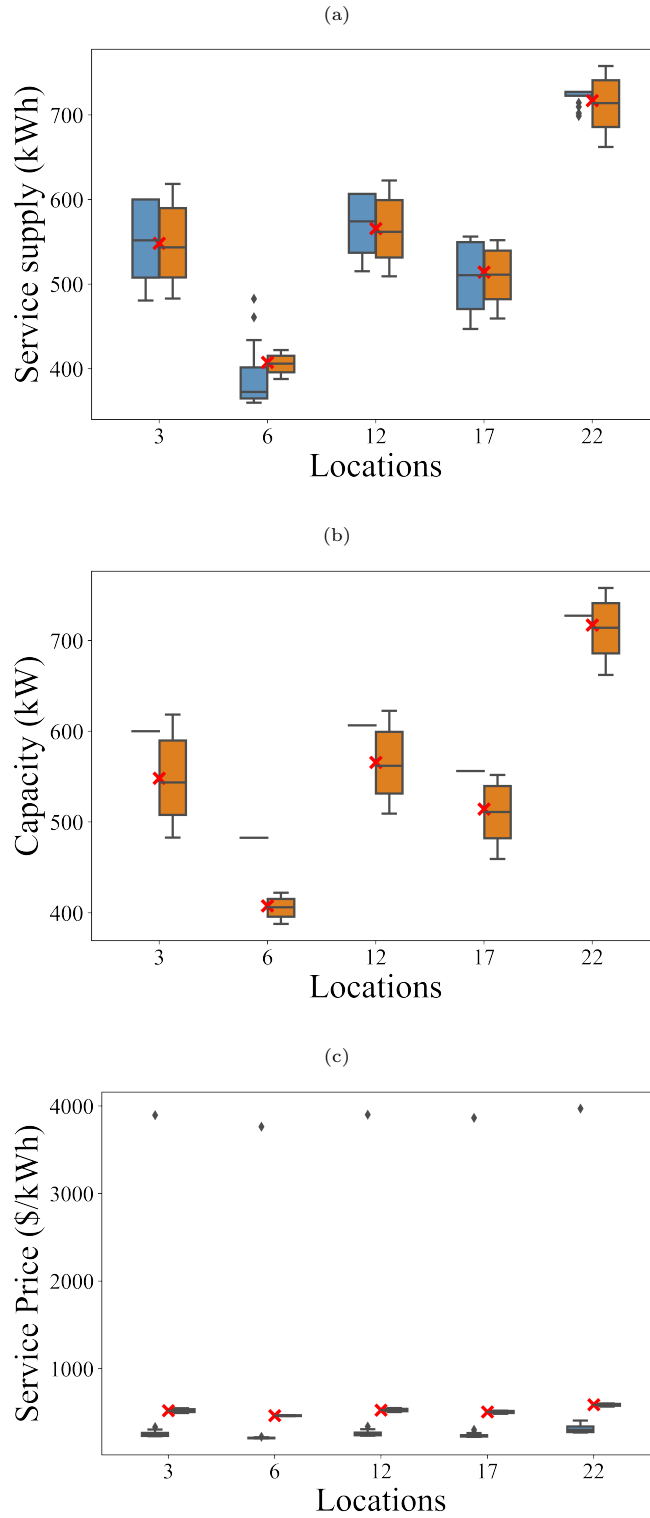 (a)
Service supply (kWh)
700
600
500
400
3 6 12 17 22
Locations
(b)
Capacity (kW)
700
600
500
400
3 6 12 17 22
Locations
(c)
Service Price ($/kWh)
4000
3000
2000
1000
3 6 12 17 22
Locations